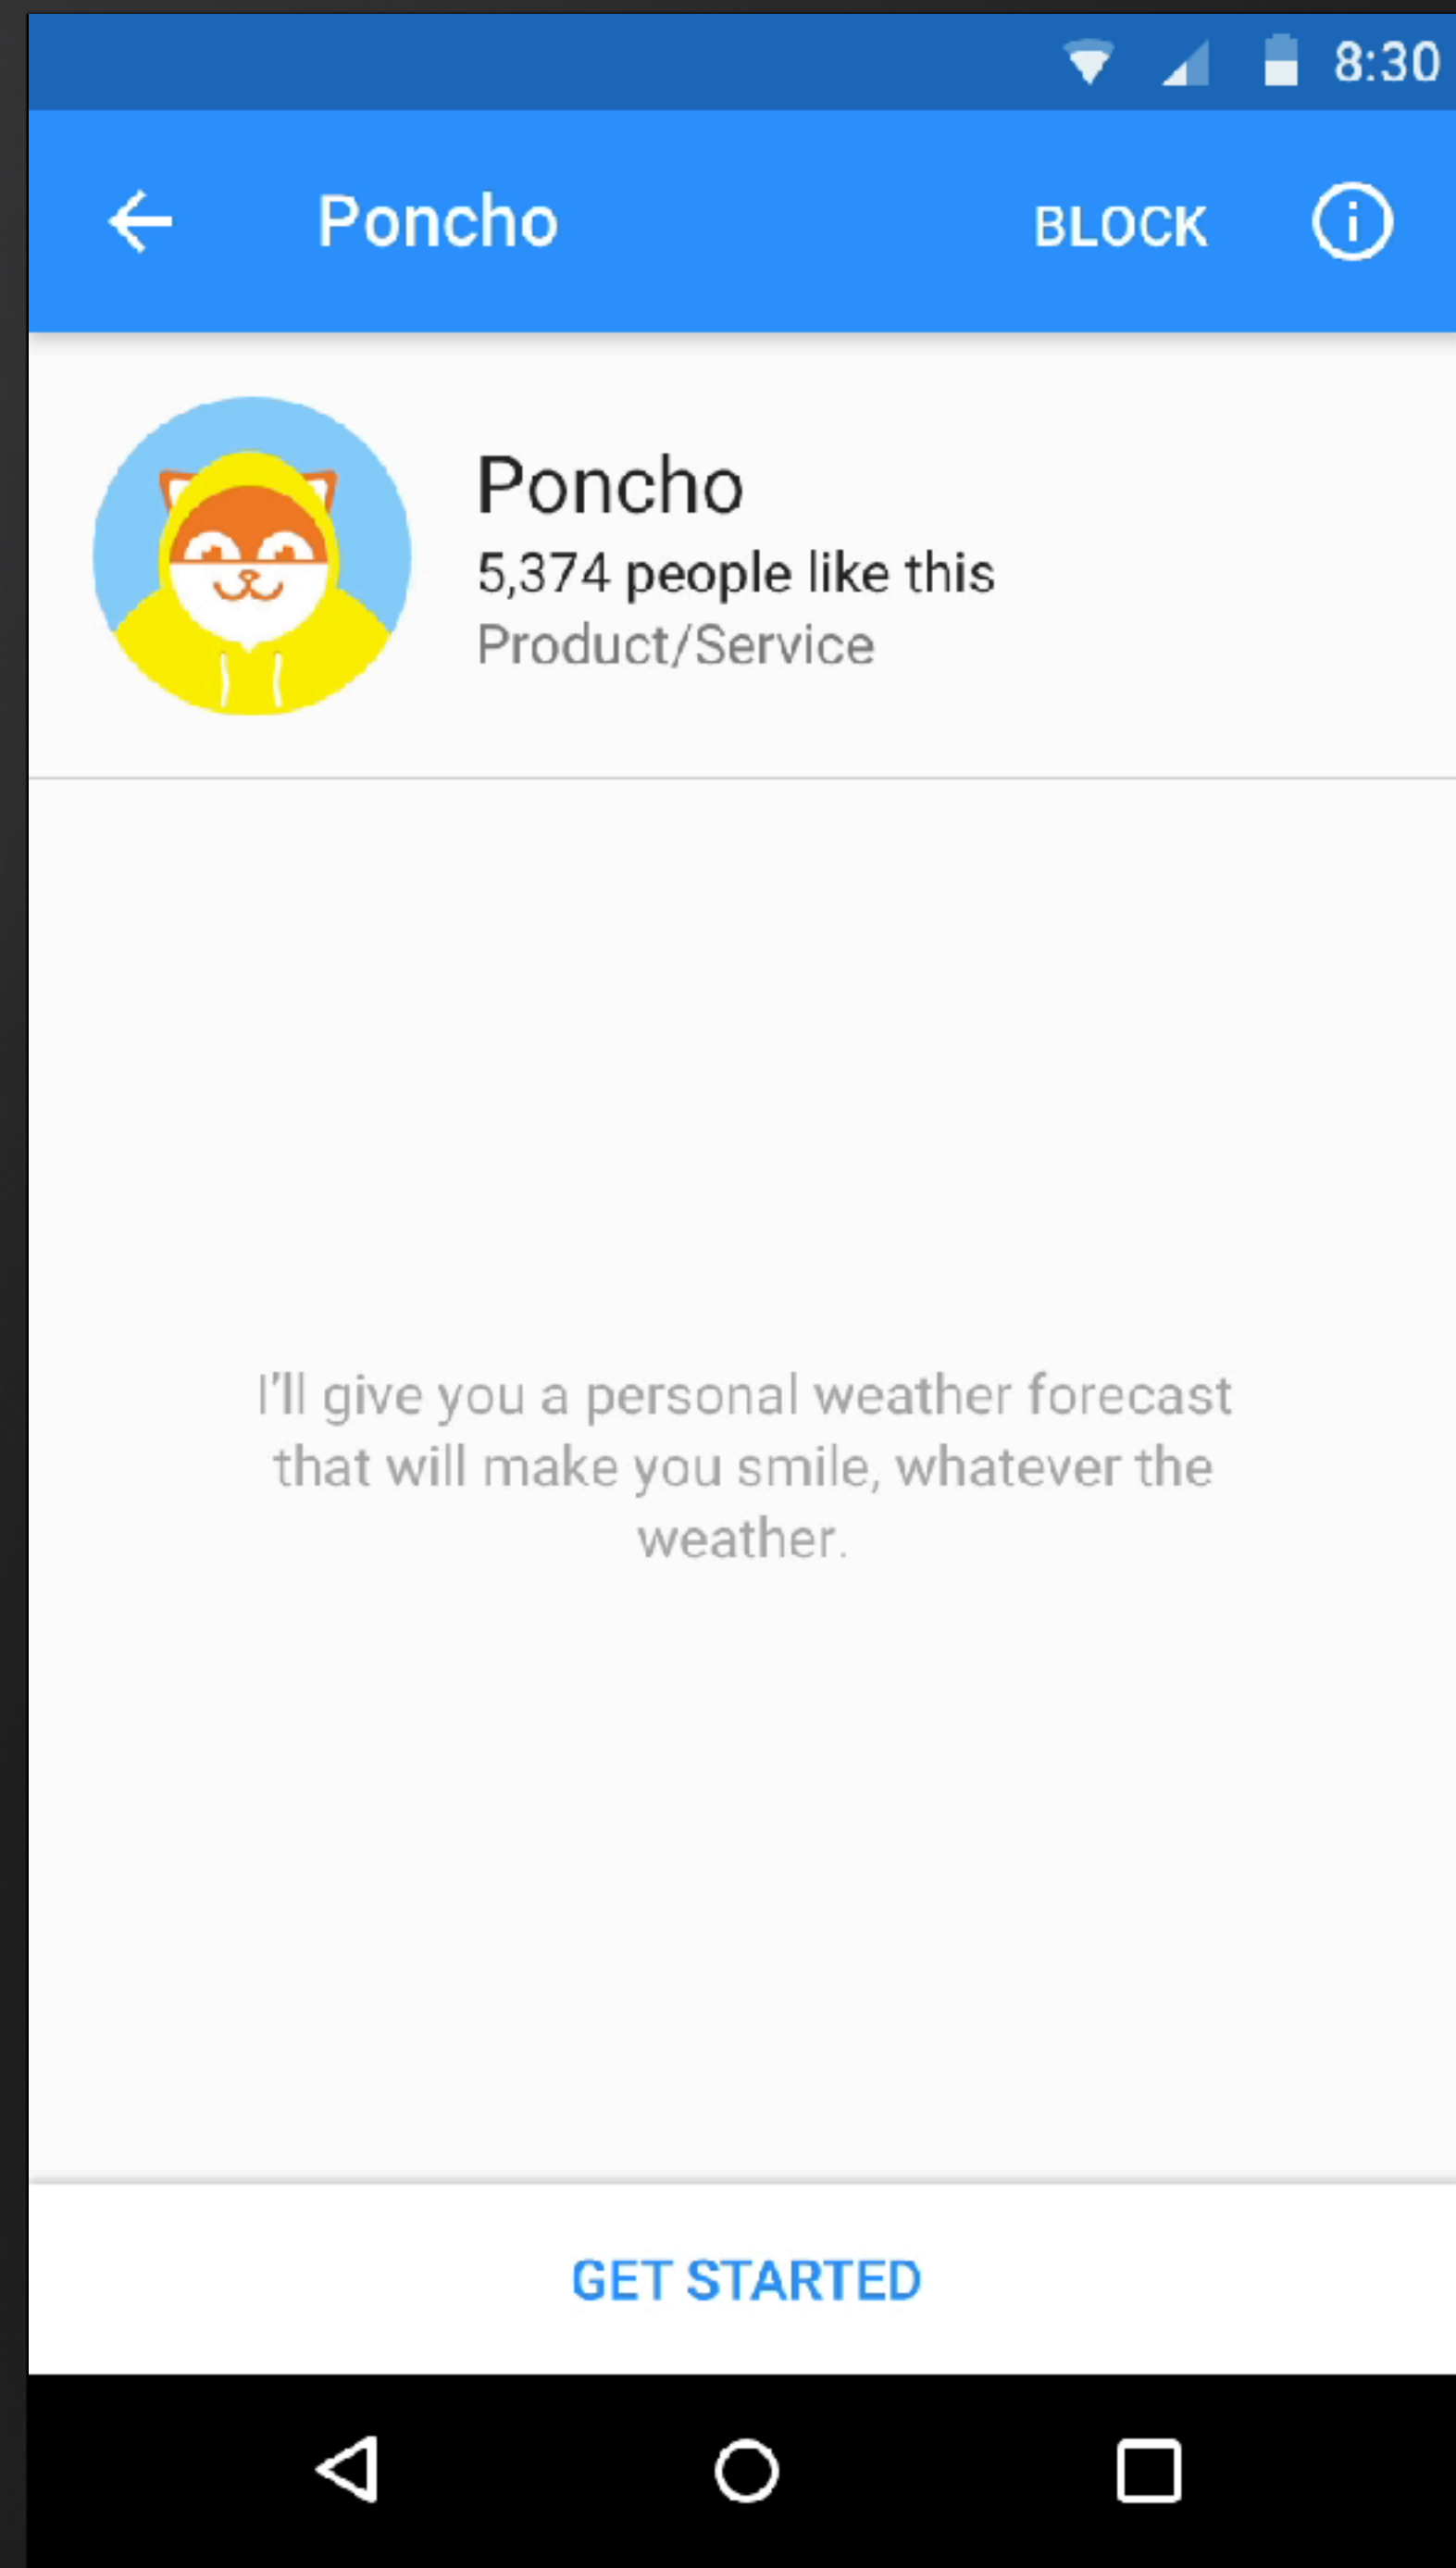 8:30
Poncho
BLOCK
Poncho
5,374 people like this
Product/Service
I'll give you a personal weather forecast
that will make you smile, whatever the
weather.
GET STARTED